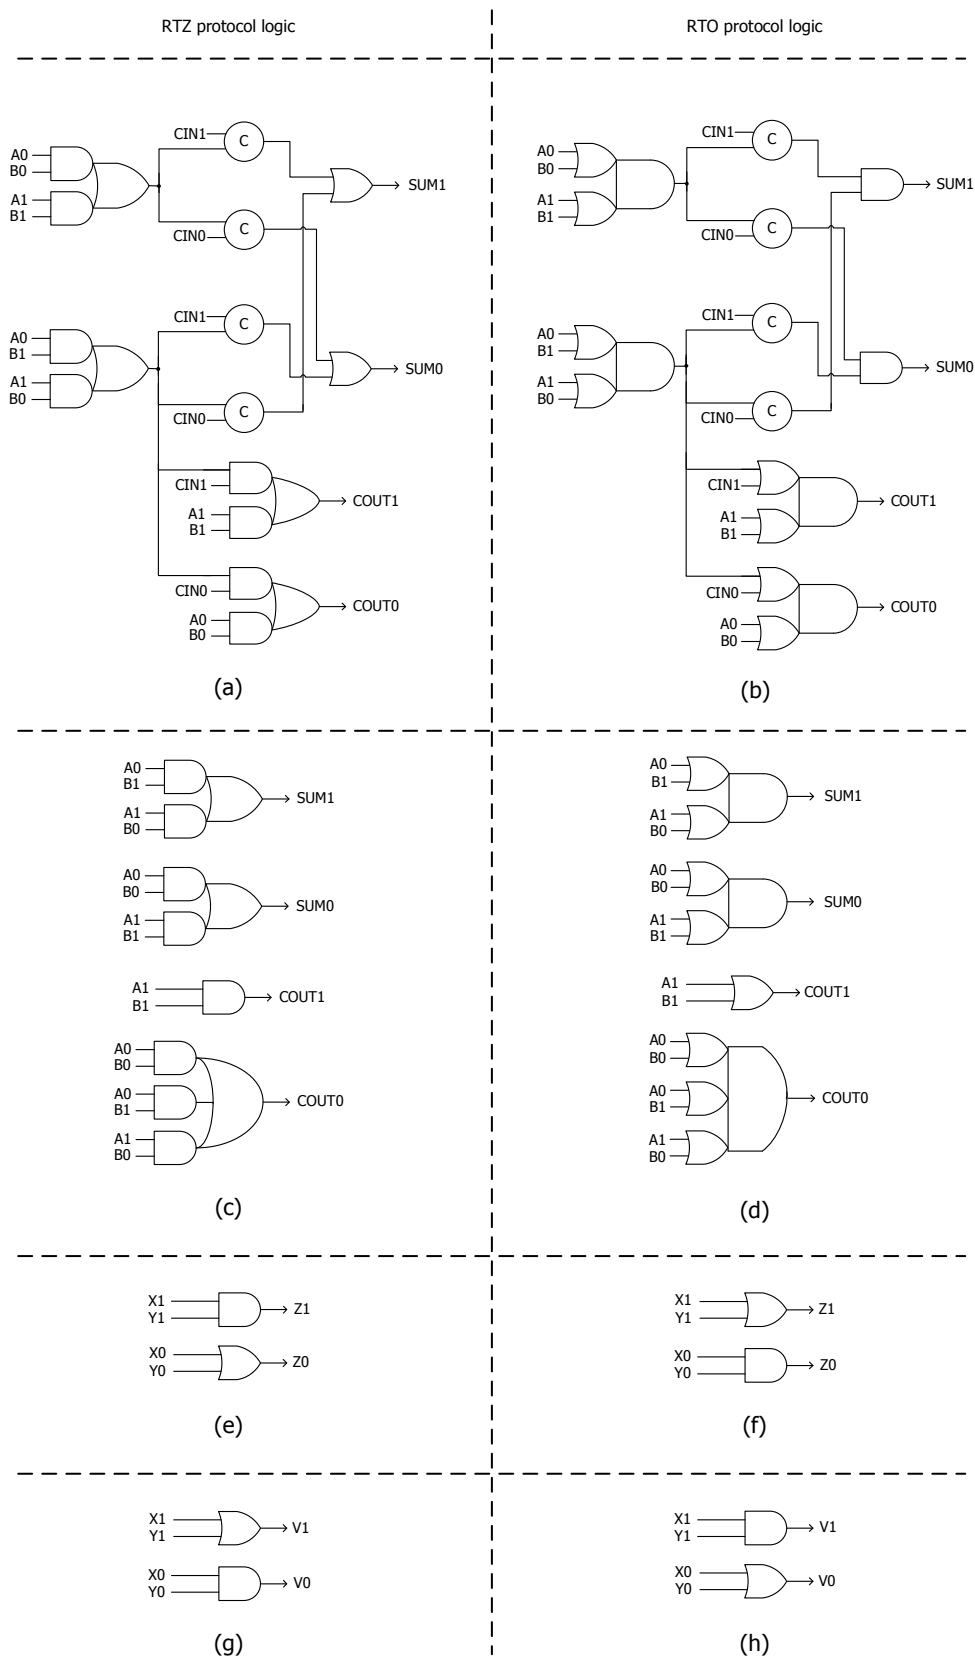 RTZ protocol logic
RTO protocol logic
A0
B0
A1
B1
CIN1
C
C
CIN0
SUM1
A0
B1
A1
B0
CIN1
C
C
CIN0
SUM0
CIN1
A1
B1
COUT1
CIN0
A0
B0
COUT0
(a)
A0
B0
A1
B1
CIN1
C
C
CIN0
SUM1
A0
B1
A1
B0
CIN1
C
C
CIN0
SUM0
CIN1
A1
B1
COUT1
CIN0
A0
B0
COUT0
(b)
A0
B1
A1
B0
SUM1
A0
B0
A1
B1
SUM0
A1
B1
COUT1
A0
B0
A0
B1
A1
B0
COUT0
(c)
A0
B1
A1
B0
SUM1
A0
B0
A1
B1
SUM0
A1
B1
COUT1
A0
B0
A0
B1
A1
B0
COUT0
(d)
X1
Y1
Z1
X0
Y0
Z0
(e)
X1
Y1
Z1
X0
Y0
Z0
(f)
X1
Y1
V1
X0
Y0
V0
(g)
X1
Y1
V1
X0
Y0
V0
(h)